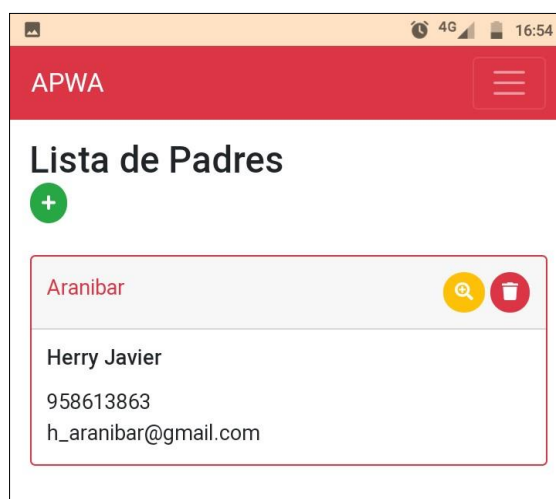 4G 16:54
APWA
Lista de Padres
Aranibar
Herry Javier
958613863
h_aranibar@gmail.com